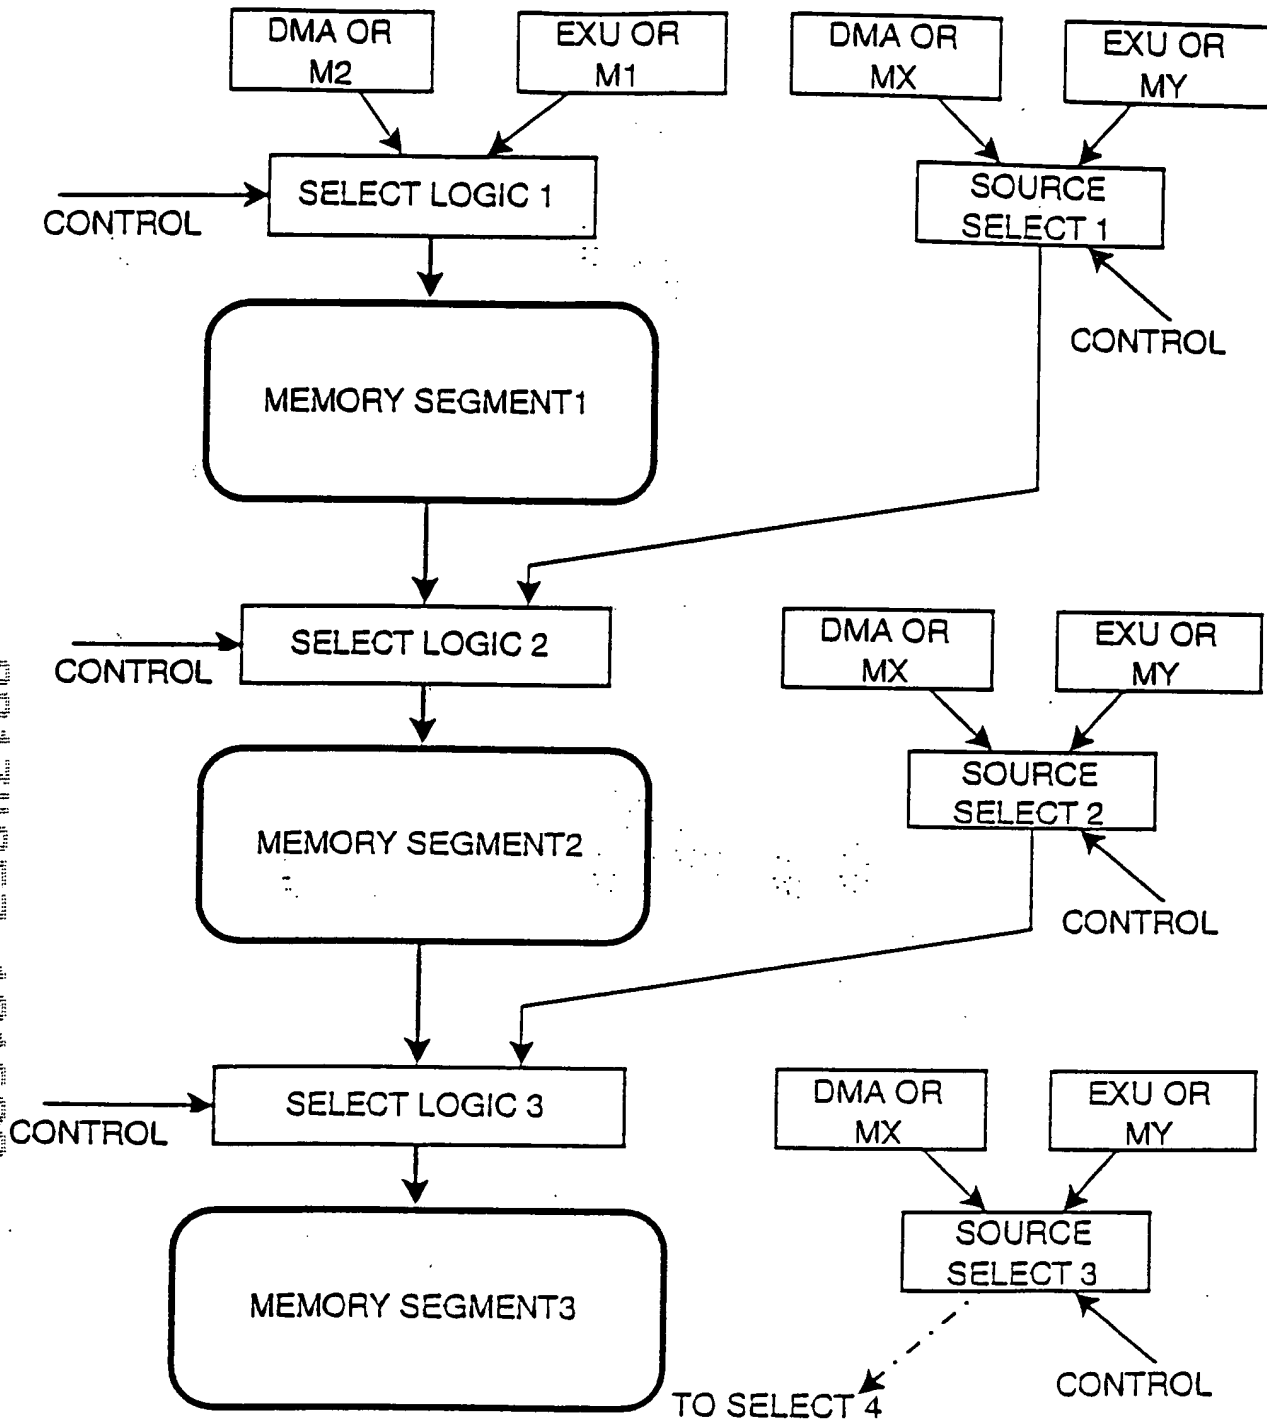 DMA OR
M2
EXU OR
M1
DMA OR
MX
EXU OR
MY
SELECT LOGIC 1
CONTROL
SOURCE
SELECT 1
CONTROL
MEMORY SEGMENT1
SELECT LOGIC 2
CONTROL
DMA OR
MX
EXU OR
MY
SOURCE
SELECT 2
MEMORY SEGMENT2
CONTROL
SELECT LOGIC 3
CONTROL
DMA OR
MX
EXU OR
MY
SOURCE
SELECT 3
MEMORY SEGMENT3
CONTROL
TO SELECT 4